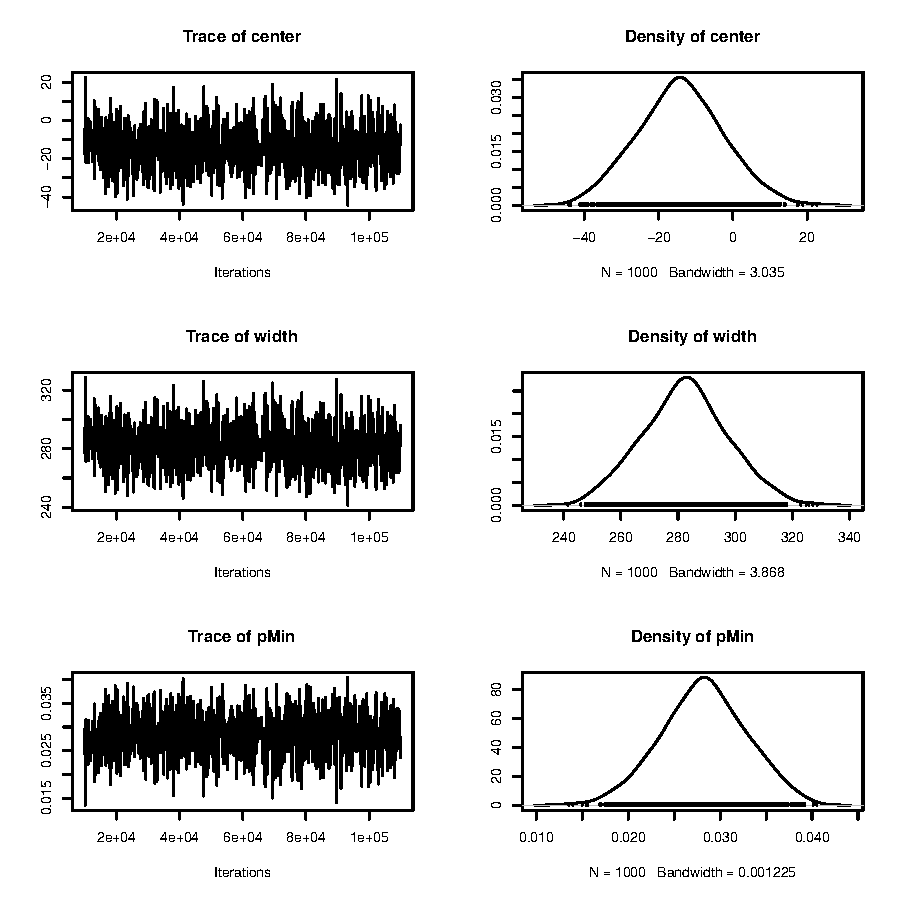 Trace of center
Density of center
20
0
−20
−40
2e+04 4e+04 6e+04 8e+04 1e+05
Iterations
0.030
0.015
0.000
−40 −20 0 20
N = 1000 Bandwidth = 3.035
Trace of width
Density of width
320
280
240
2e+04 4e+04 6e+04 8e+04 1e+05
Iterations
0.015
0.000
240 260 280 300 320 340
N = 1000 Bandwidth = 3.868
Trace of pMin
Density of pMin
0.035
0.025
0.015
2e+04 4e+04 6e+04 8e+04 1e+05
Iterations
80
60
40
20
0
0.010 0.020 0.030 0.040
N = 1000 Bandwidth = 0.001225